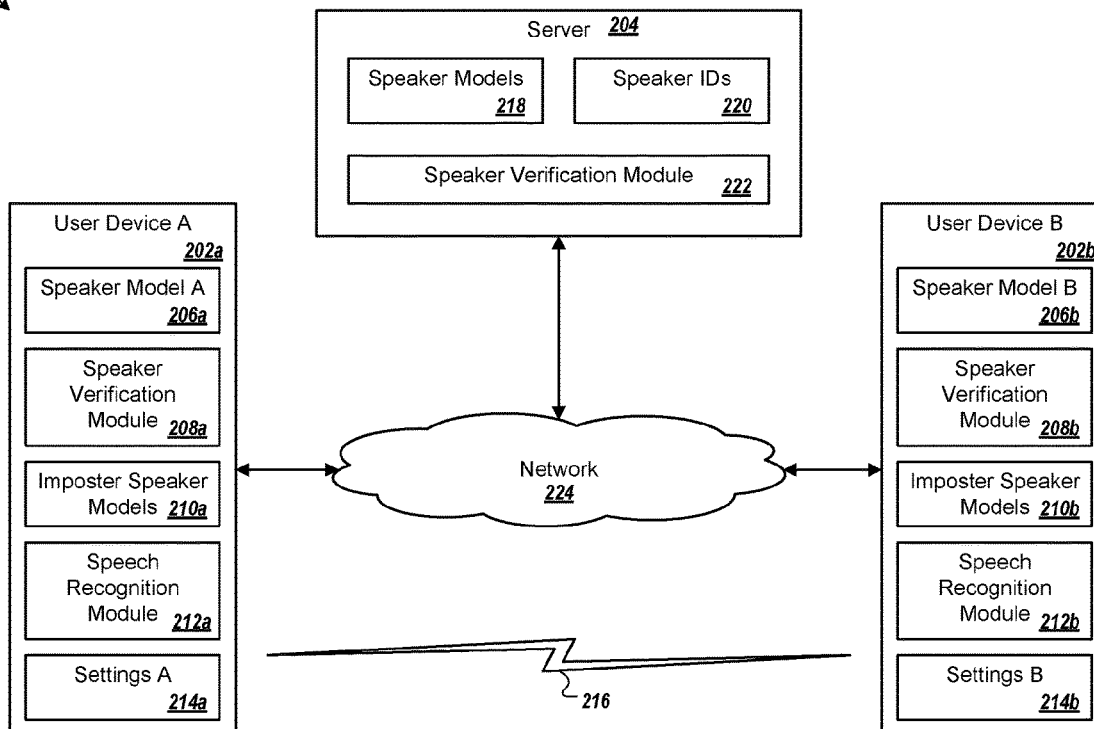 Server 204
Speaker Models
218
Speaker IDs
220
Speaker Verification Module 222
User Device A
202a
Speaker Model A
206a
Speaker
Verification
Module 208a
Imposter Speaker
Models 210a
Speech
Recognition
Module 212a
Settings A
214a
Network
224
216
User Device B
202b
Speaker Model B
206b
Speaker
Verification
Module 208b
Imposter Speaker
Models 210b
Speech
Recognition
Module 212b
Settings B
214b